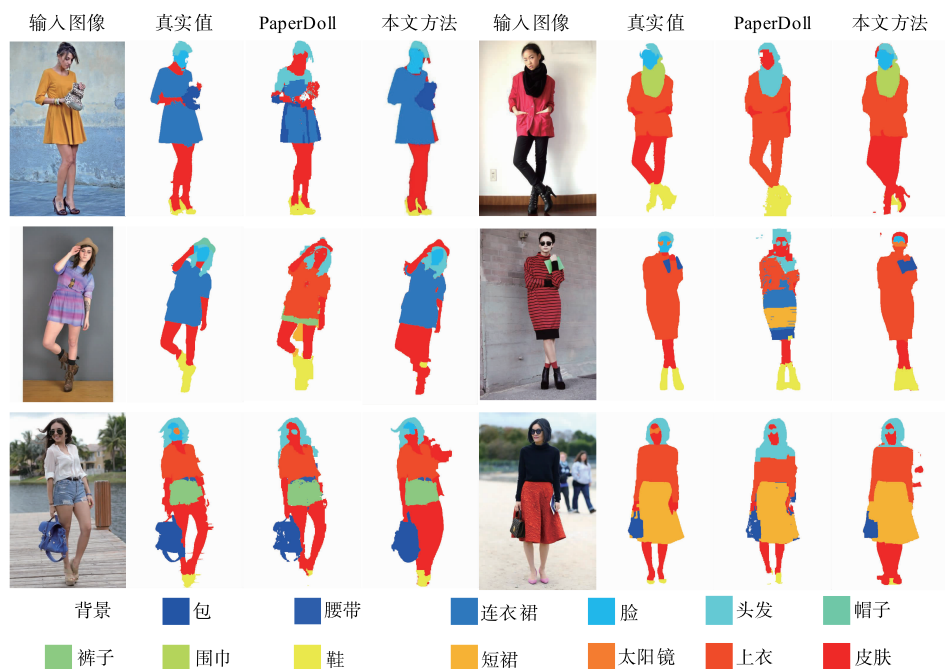 输入图像 真实值 PaperDoll 本文方法 输入图像 真实值 PaperDoll 本文方法
背景 包 腰带 连衣裙 脸 头发 帽子
裤子 围巾 鞋 短裙 太阳镜 上衣 皮肤